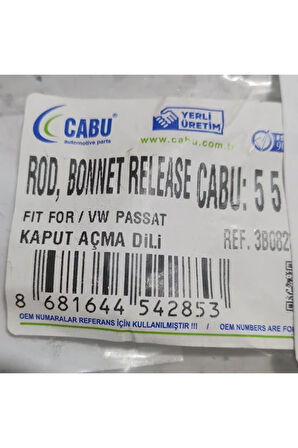 CABU
automotive parts
YERLİ
ÜRETİM
www.cabu.com.tr
ROD, BONNET RELEASE CABU: 5 5
FIT FOR / VW PASSAT
KAPUT AÇMA DİLİ
REF. 3B082
8 681644 542853
OEM NUMARALAR REFERANS İÇİN KULLANILMIŞTIR !!! / OEM NUMBERS ARE FOR